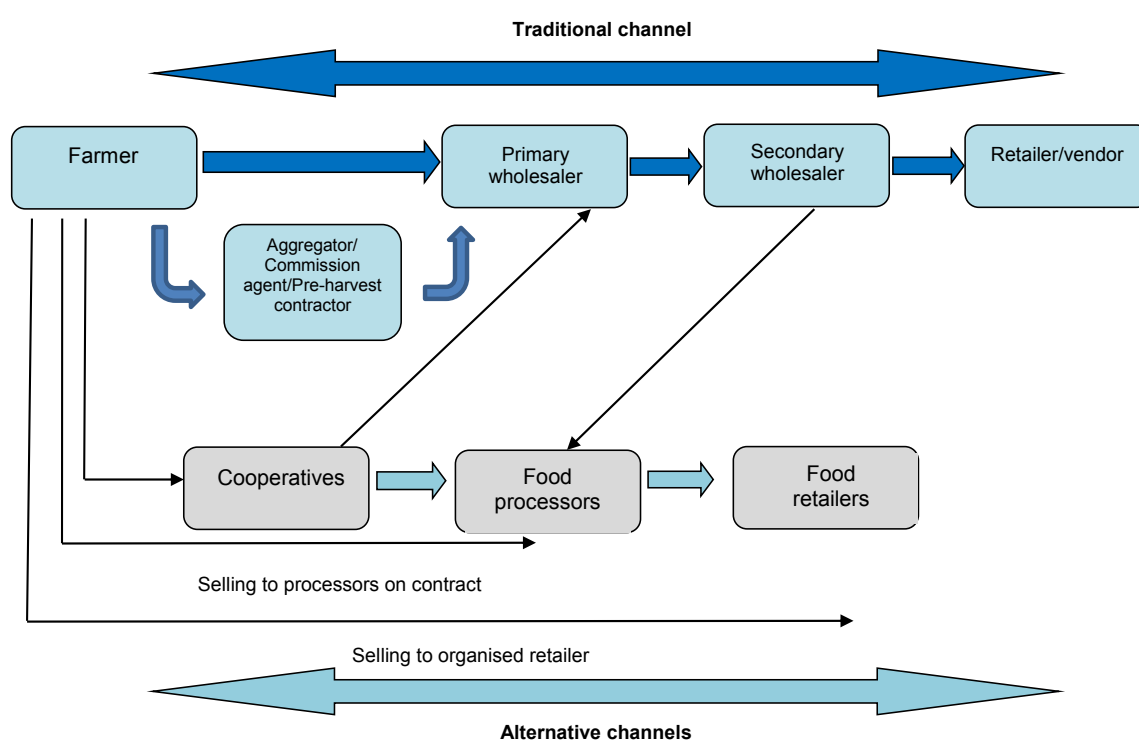 Traditional channel
Farmer
Primary
wholesaler
Secondary
wholesaler
Retailer/vendor
Aggregator/
Commission
agent/Pre-harvest
contractor
Cooperatives
Food
processors
Food
retailers
Selling to processors on contract
Selling to organised retailer
Alternative channels